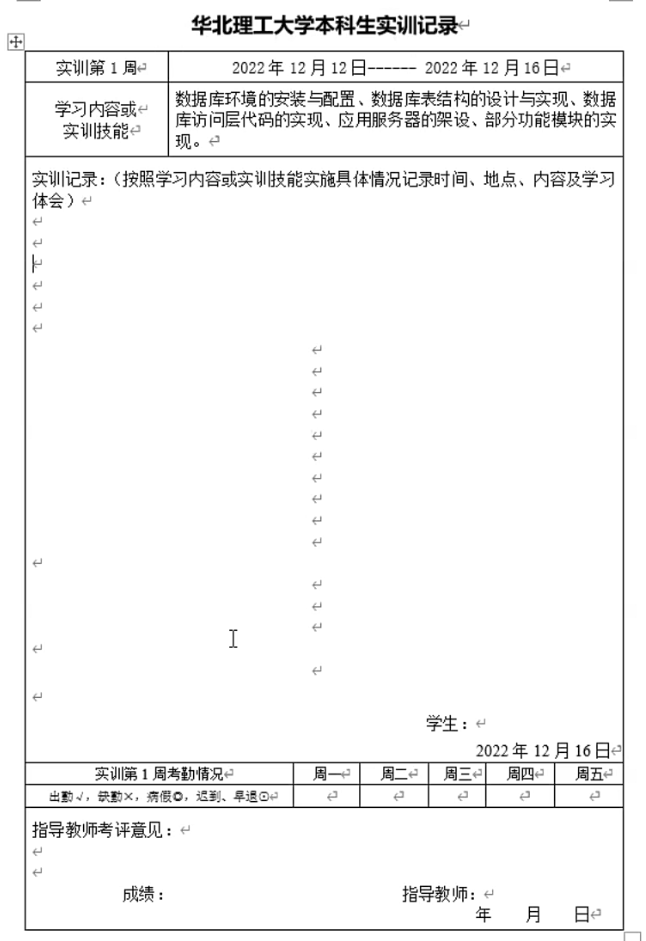 华北理工大学本科生实训记录
实训第 1 周
2022 年 12 月 12 日------ 2022 年 12 月 16 日
学习内容或
实训技能
数据库环境的安装与配置、数据库表结构的设计与实现、数据
库访问层代码的实现、应用服务器的架设、部分功能模块的实
现。
实训记录：（按照学习内容或实训技能实施具体情况记录时间、地点、内容及学习
体会）
学生：
2022 年 12 月 16 日
实训第 1 周考勤情况 周一 周二 周三 周四 周五
出勤√，缺勤×，病假◎，迟到、早退⊙
指导教师考评意见：
成绩： 指导教师：
年 月 日